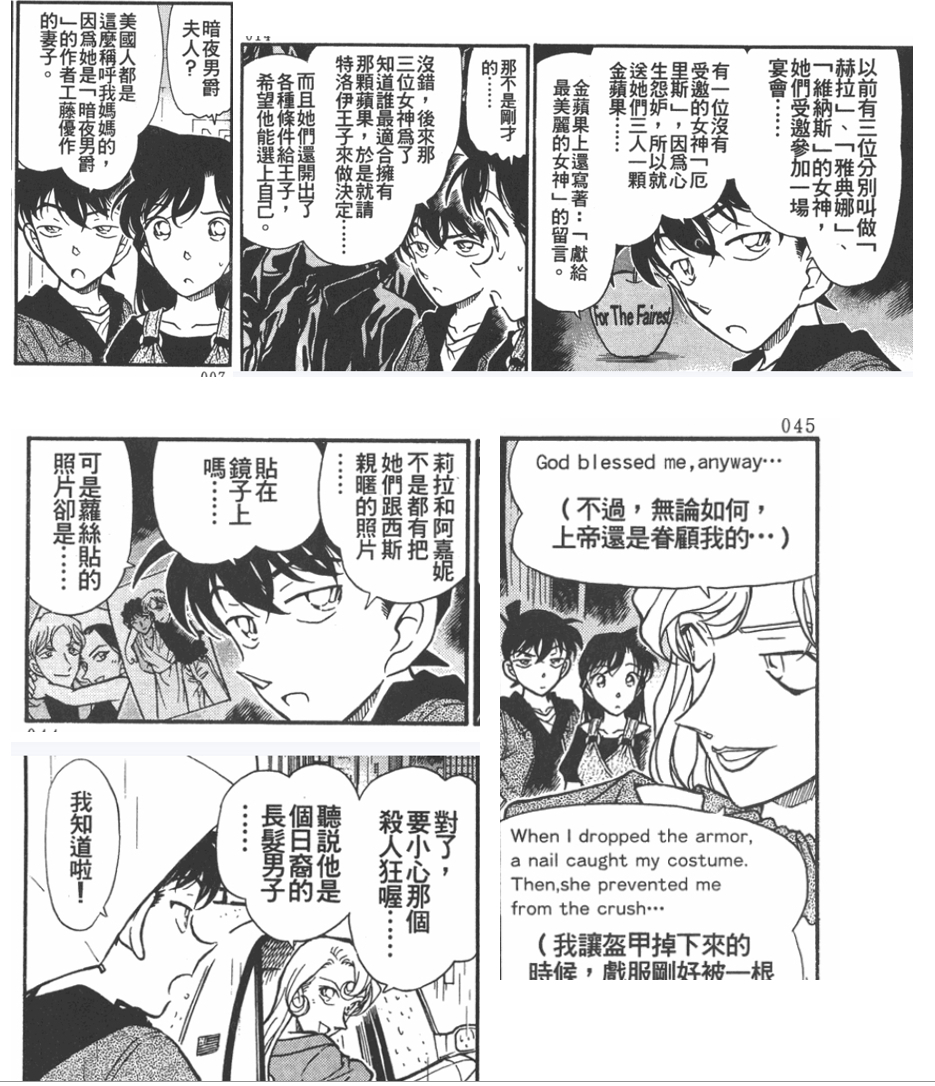 暗夜男爵
夫人？
美國人都是
這麼稱呼我媽媽的，
因為她是「暗夜男爵
」的作者工藤優作
的妻子。
007
014
以前有三位分別叫做「
赫拉」、「雅典娜」、
「維納斯」的女神，
她們受邀參加一場
宴會……
有一位沒有
受邀的女神「厄
里斯」，因為心
生怨妒，所以就
送她們三人一顆
金蘋果……
金蘋果上還寫著：「獻給
最美麗的女神」的留言。
For The Fairest
那不是剛才
的……
沒錯，後來那
三位女神為了
知道誰最適合擁有
那顆蘋果，於是就請
特洛伊王子來做決定……
而且她們還開出了
各種條件給王子，
希望他能選上自己。
莉拉和阿嘉妮
不是都有把
她們跟西斯
親暱的照片
……
貼在
鏡子上
嗎……
可是蘿絲貼的
照片卻是……
045
God blessed me,anyway…
（不過，無論如何，
上帝還是眷顧我的…）
When I dropped the armor,
a nail caught my costume.
Then,she prevented me
from the crush…
（我讓盔甲掉下來的
時候，戲服剛好被一根
對了，
要小心那個
殺人狂喔……
聽說他是
個日裔的
長髮男子
……
我知道啦！